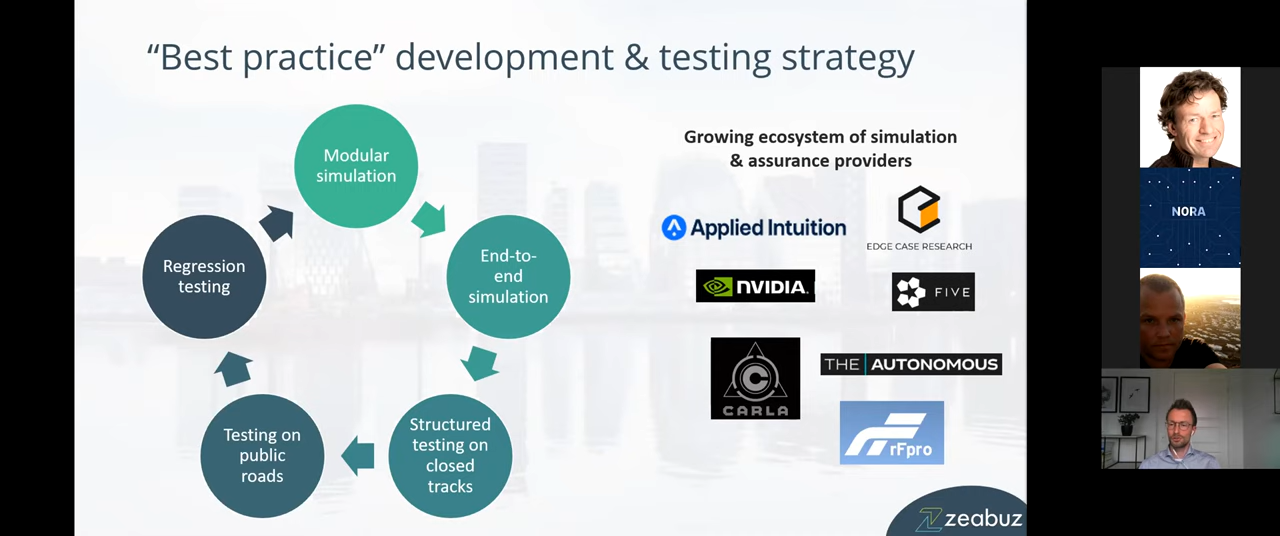 “Best practice” development & testing strategy
Modular
simulation
End-to-
end
simulation
Structured
testing on
closed
tracks
Testing on
public
roads
Regression
testing
Growing ecosystem of simulation
& assurance providers
Applied Intuition
EDGE CASE RESEARCH
NVIDIA.
FIVE
CARLA
THE AUTONOMOUS
rFpro
zeabuz
NORA